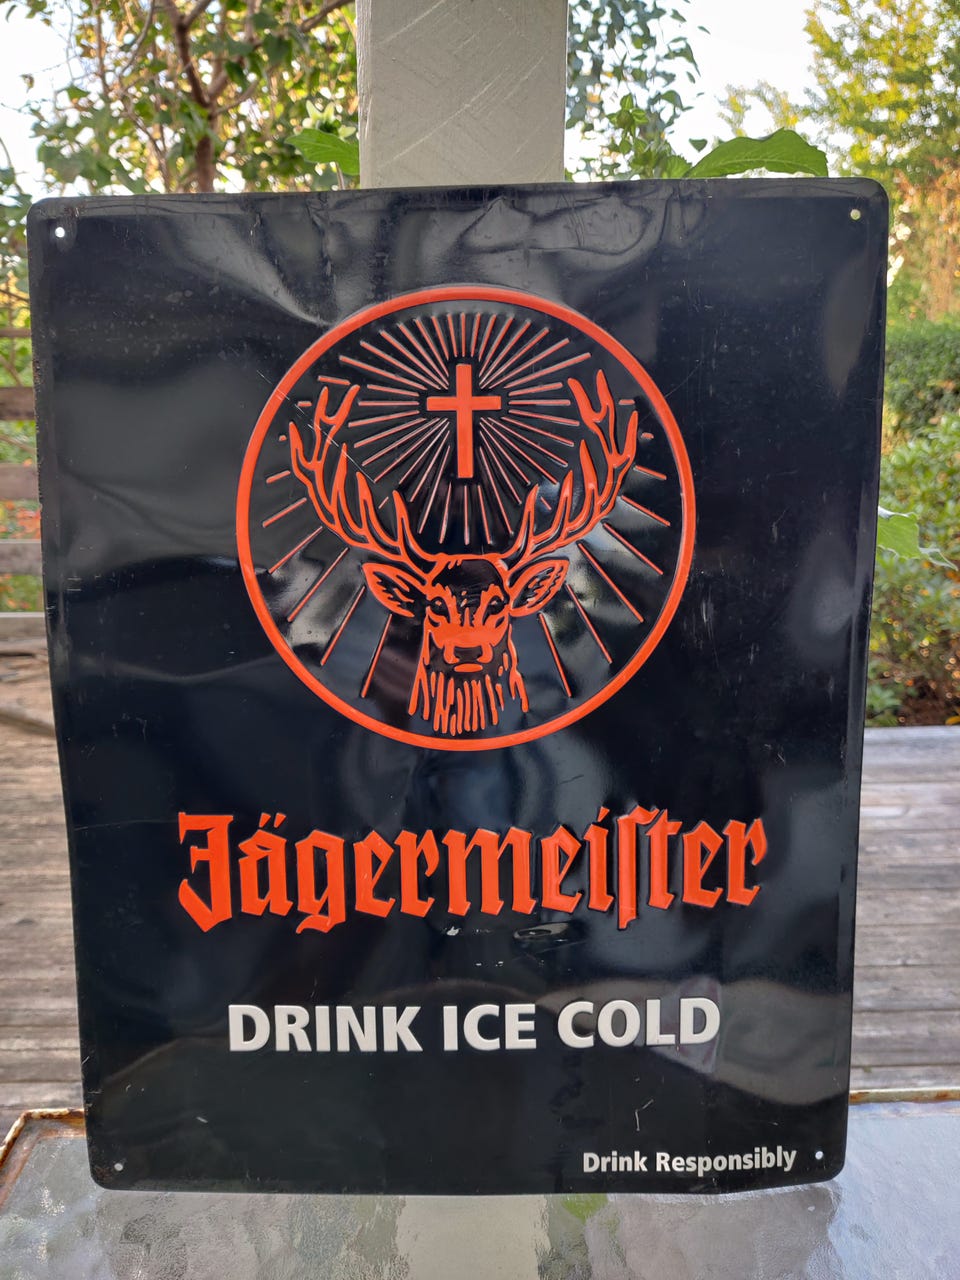 Jägermeiſter
DRINK ICE COLD
Drink Responsibly